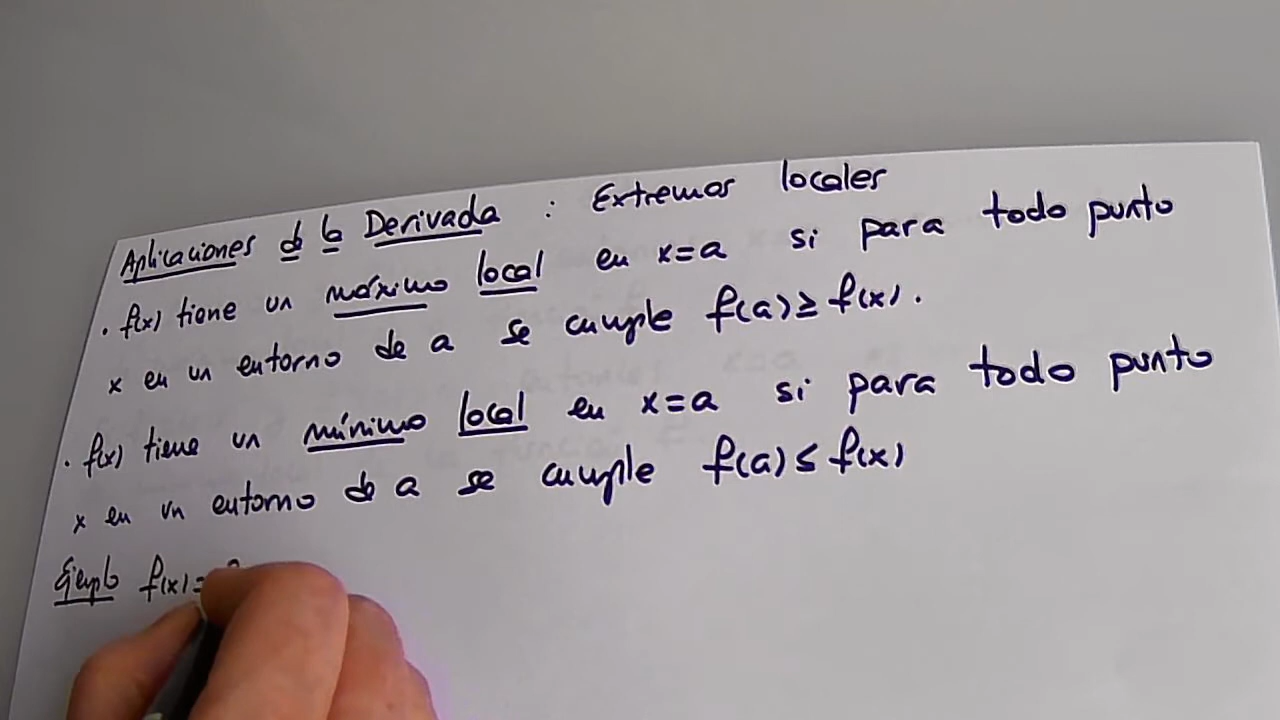 Aplicaciones de la Derivada : Extremos locales
. f(x) tiene un máximo local en x=a si para todo punto
x en un entorno de a se cumple f(a)≥f(x).
. f(x) tiene un mínimo local en x=a si para todo punto
x en un entorno de a se cumple f(a)≤f(x)
Ejemplo f(x)=